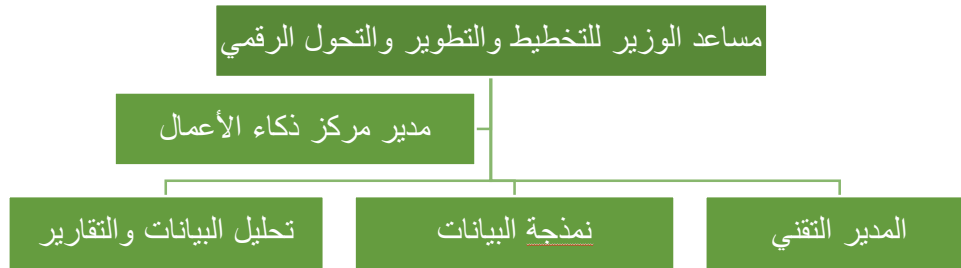 مساعد الوزير للتخطيط والتطوير والتحول الرقمي
مدير مركز ذكاء الأعمال
المدير التقني
نمذجة البيانات
تحليل البيانات والتقارير